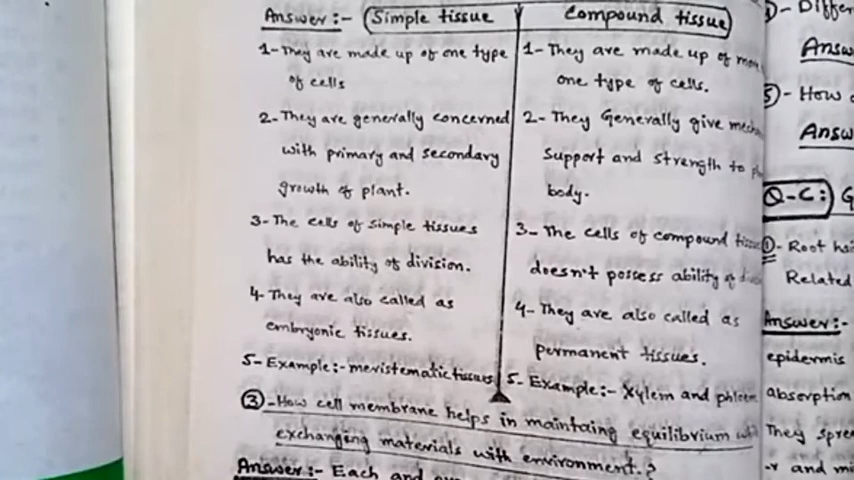 Answer :- Simple tissue
1- They are made up of one type
of cells
2- They are generally concerned
with primary and secondary
growth of plant.
3- The cells of simple tissues
has the ability of division.
4- They are also called as
embryonic tissues.
5- Example :- meristematic tissues
Compound tissue
1- They are made up of
one type of cells.
2- They Generally give
support and strength to
body.
3- The cells of compound
doesn't possess ability of
4- They are also called as
permanent tissues.
5- Example :- Xylem and phloem
③ - How cell membrane helps in maintaing equilibrium
exchanging materials with environment.?
Answer :- Each and
Answ
⑤ - How
Answ
Q-C:
① - Root
Related
Answer :-
epidermis
absorption
They